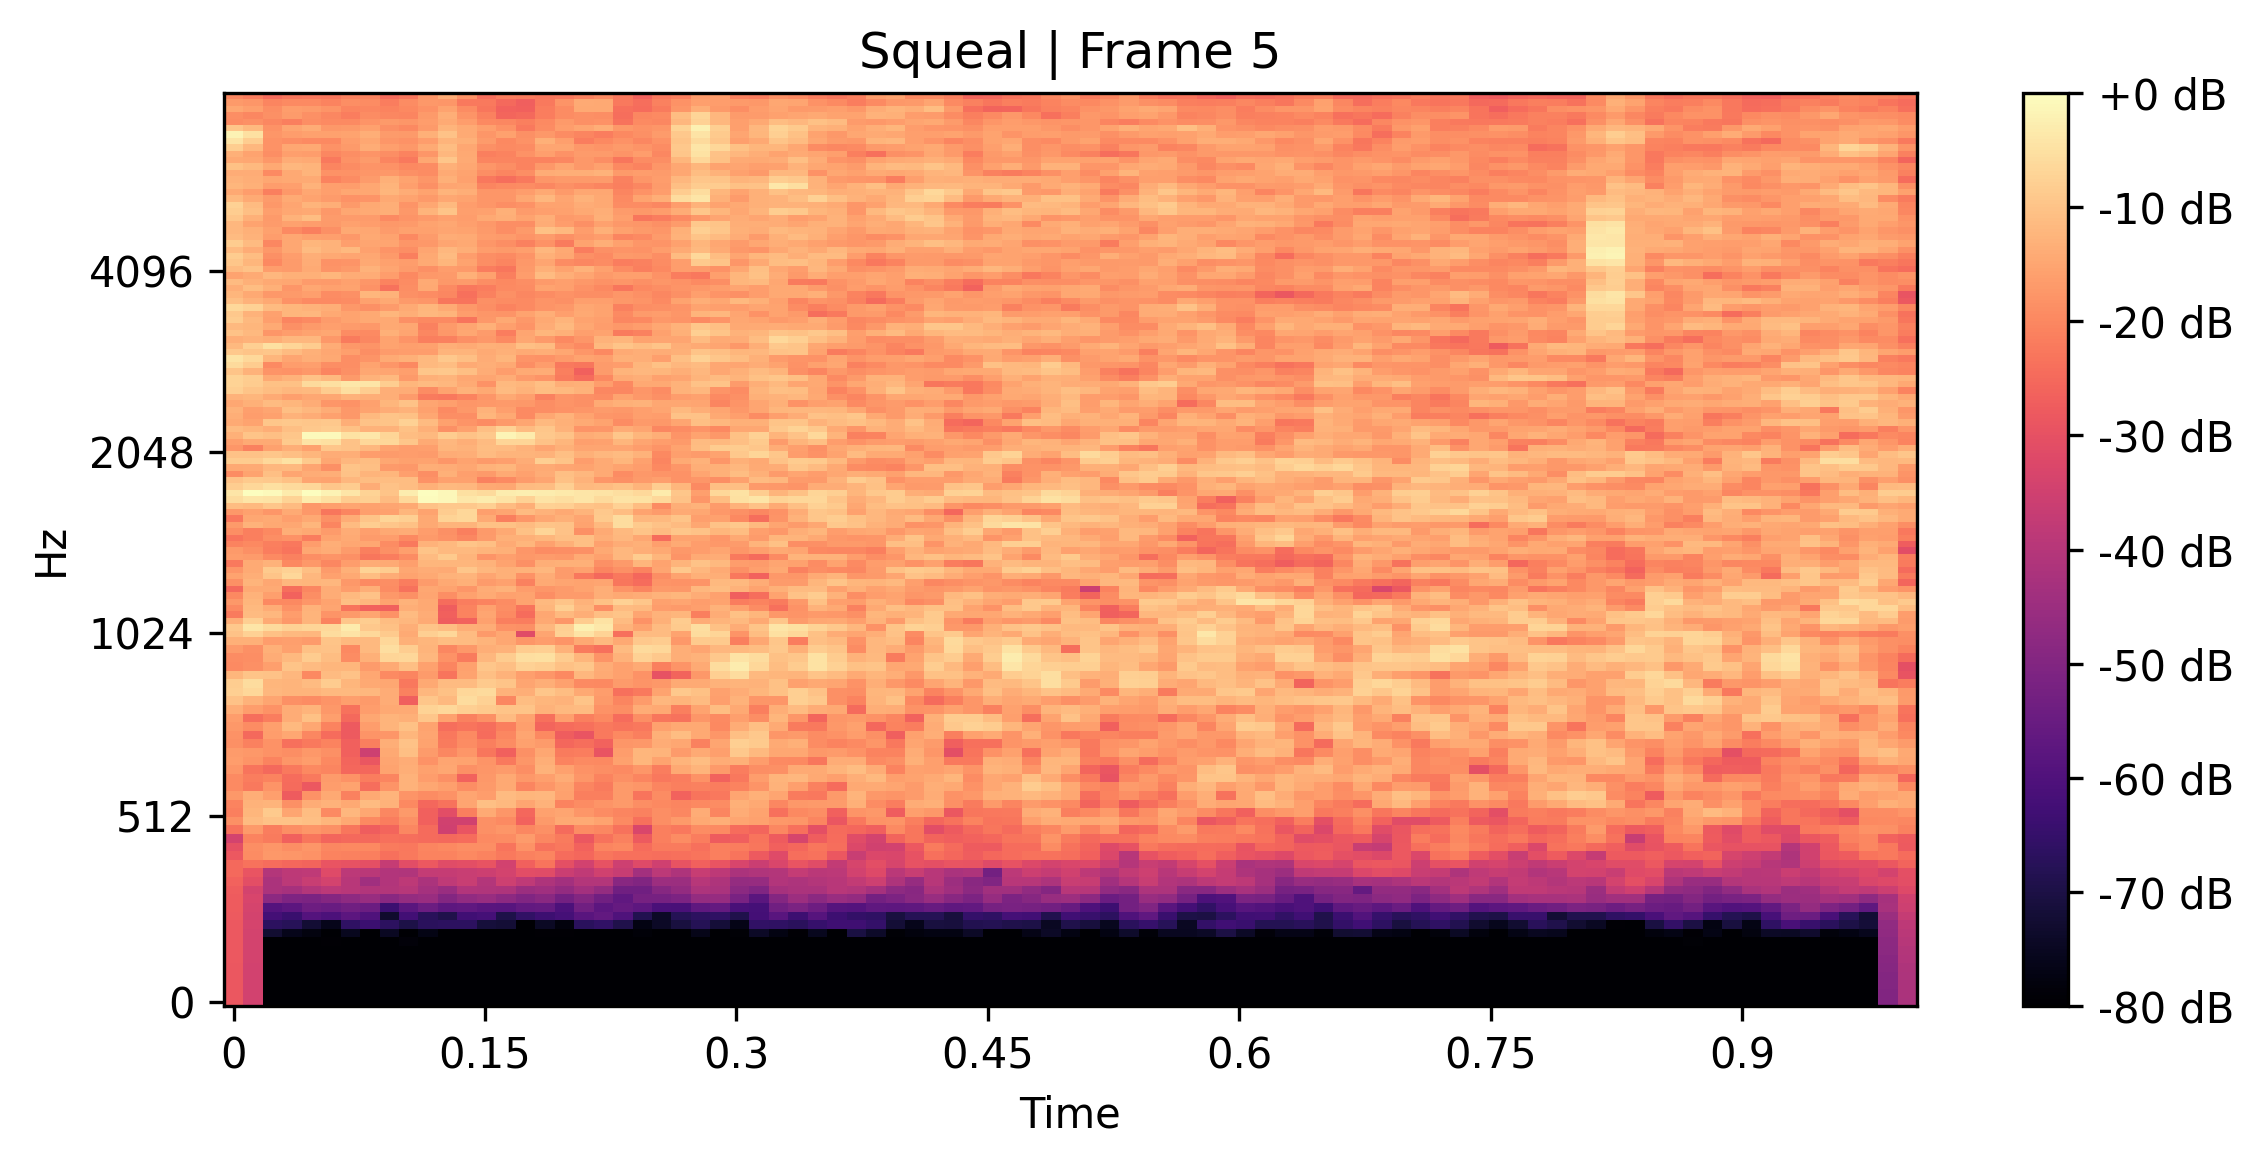 Squeal | Frame 5
+0 dB
-10 dB
-20 dB
-30 dB
-40 dB
-50 dB
-60 dB
-70 dB
-80 dB
Hz
4096
2048
1024
512
0
0 0.15 0.3 0.45 0.6 0.75 0.9
Time